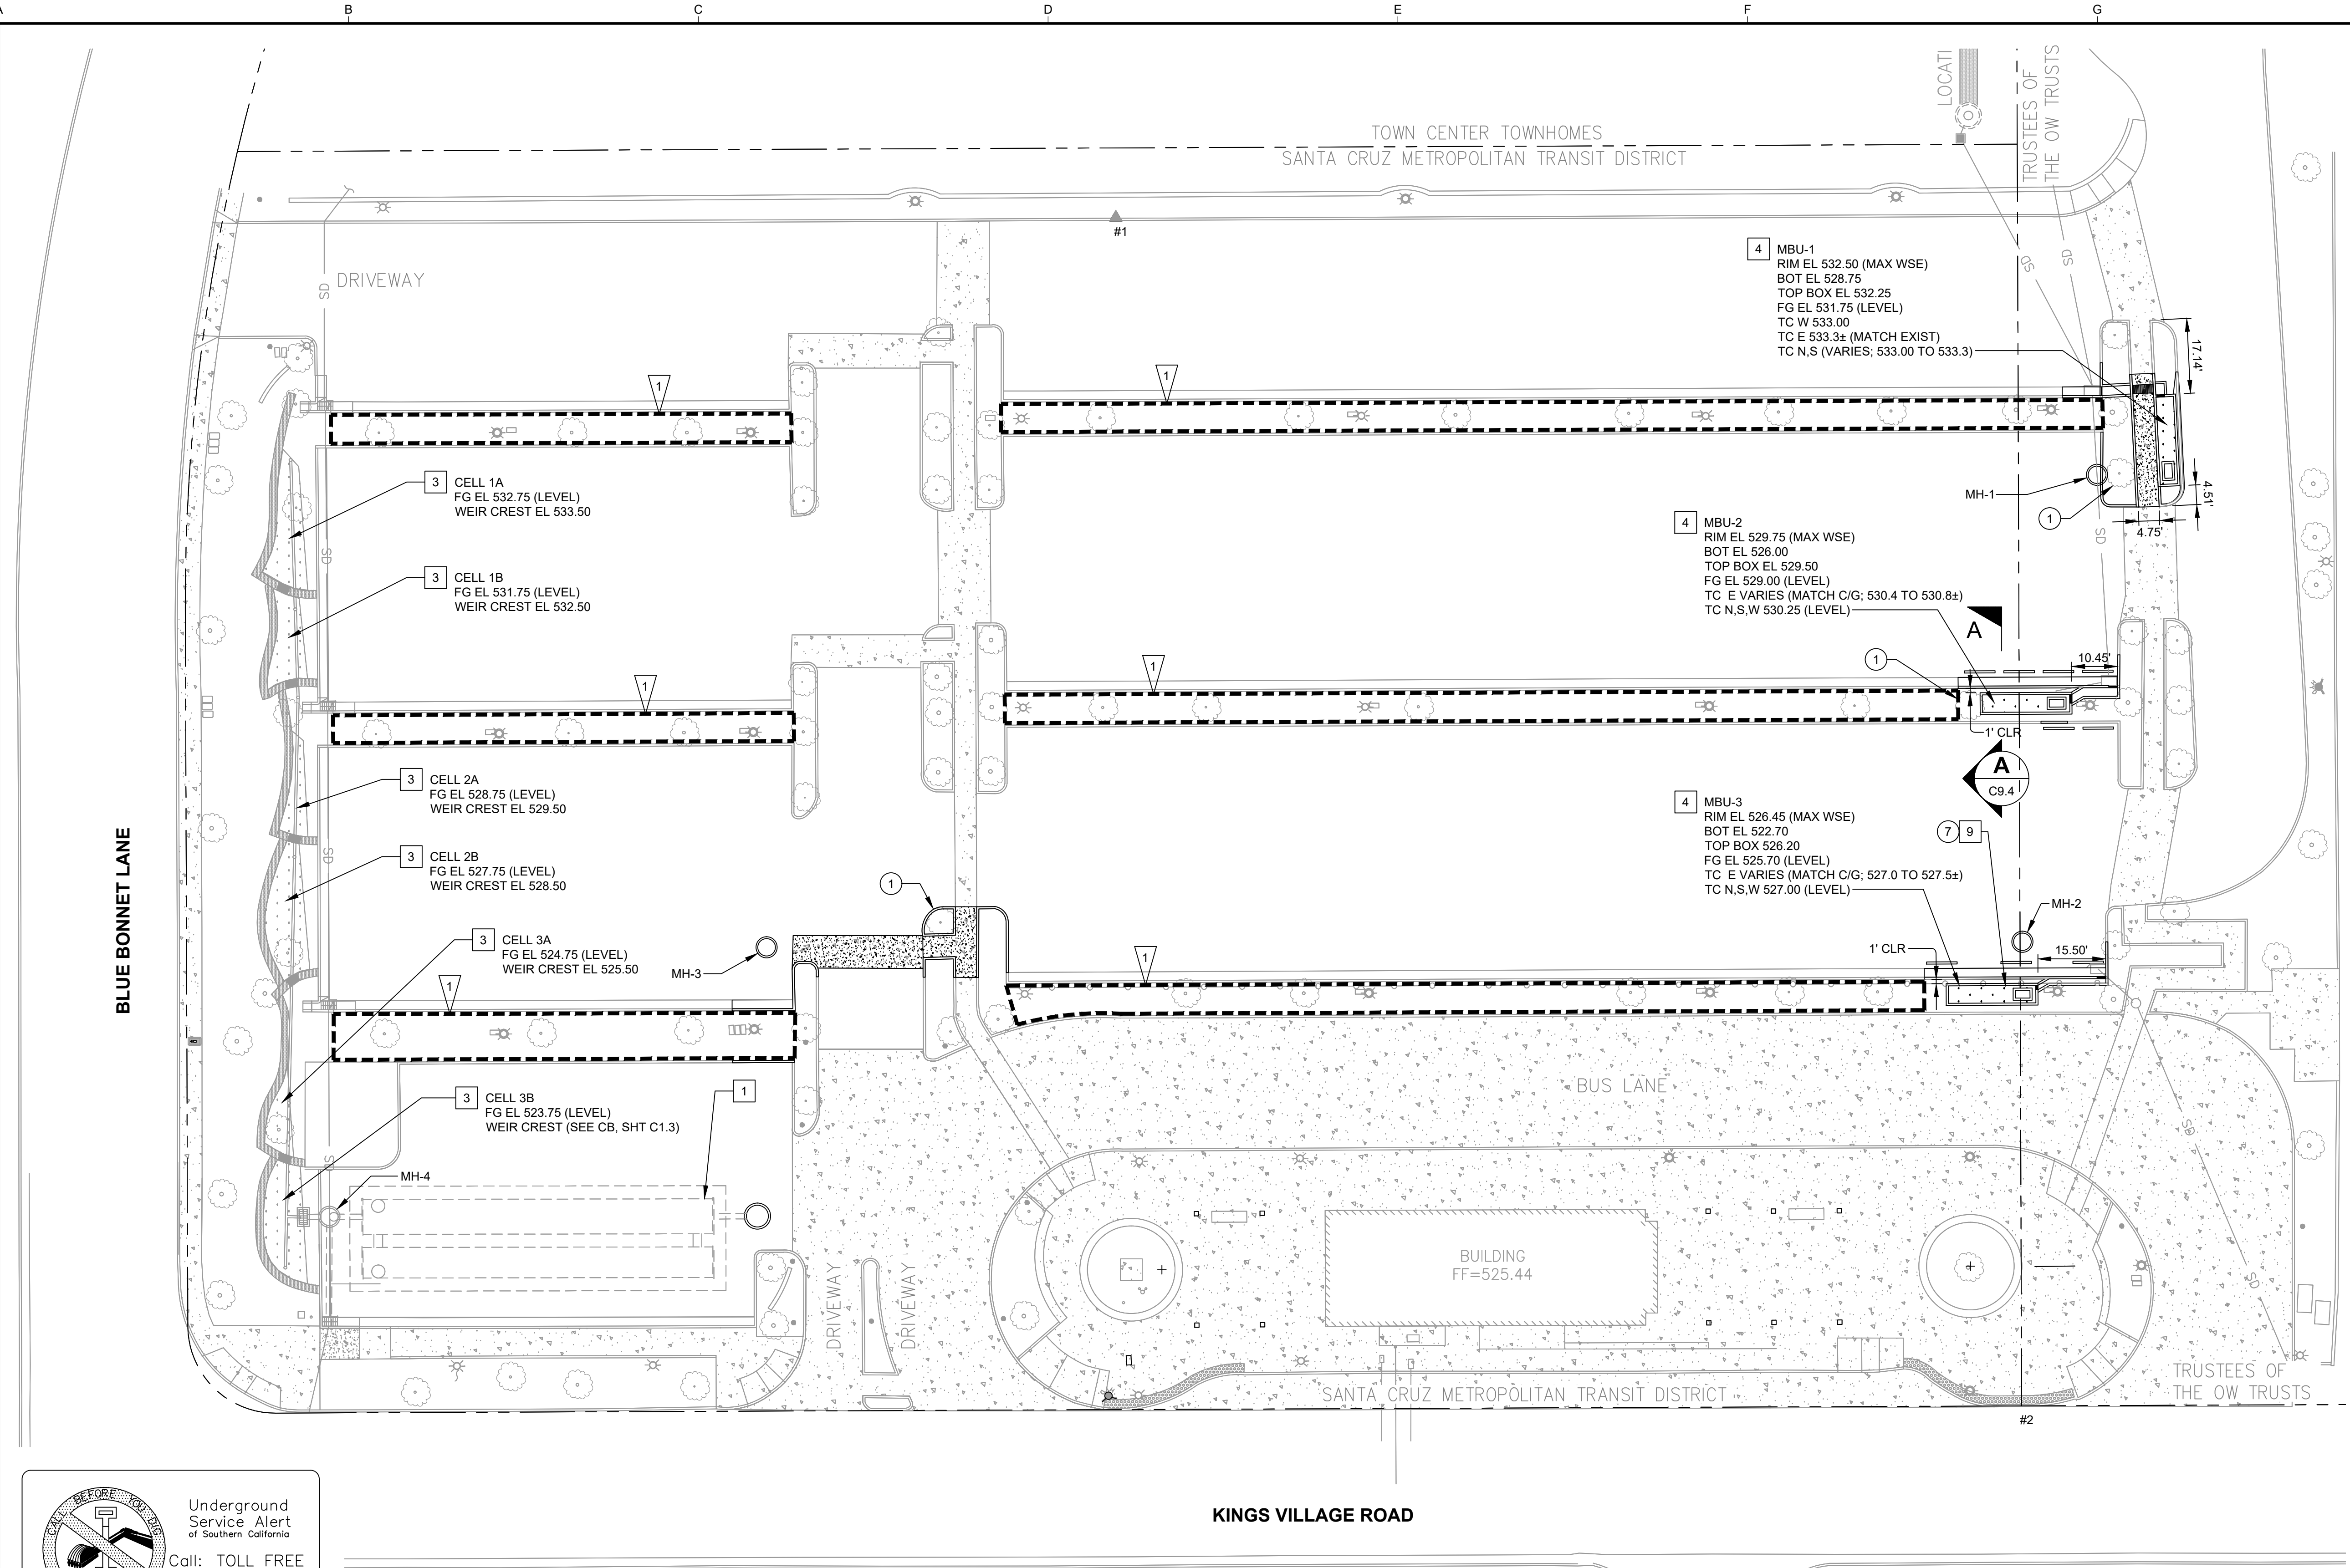 A
B
C
D
E
F
G
LOCATI
TRUSTEES OF
THE OW TRUSTS
TOWN CENTER TOWNHOMES
SANTA CRUZ METROPOLITAN TRANSIT DISTRICT
#1
SD
DRIVEWAY
SD
SD
4
MBU-1
RIM EL 532.50 (MAX WSE)
BOT EL 528.75
TOP BOX EL 532.25
FG EL 531.75 (LEVEL)
TC W 533.00
TC E 533.3± (MATCH EXIST)
TC N,S (VARIES; 533.00 TO 533.3)
17.14'
1
1
3
CELL 1A
FG EL 532.75 (LEVEL)
WEIR CREST EL 533.50
MH-1
4.51'
1
4.75'
SD
SD
4
MBU-2
RIM EL 529.75 (MAX WSE)
BOT EL 526.00
TOP BOX EL 529.50
FG EL 529.00 (LEVEL)
TC E VARIES (MATCH C/G; 530.4 TO 530.8±)
TC N,S,W 530.25 (LEVEL)
3
CELL 1B
FG EL 531.75 (LEVEL)
WEIR CREST EL 532.50
A
1
10.45'
1
1
1' CLR
A
C9.4
3
CELL 2A
FG EL 528.75 (LEVEL)
WEIR CREST EL 529.50
4
MBU-3
RIM EL 526.45 (MAX WSE)
BOT EL 522.70
TOP BOX 526.20
FG EL 525.70 (LEVEL)
TC E VARIES (MATCH C/G; 527.0 TO 527.5±)
TC N,S,W 527.00 (LEVEL)
7
9
BLUE BONNET LANE
SD
3
CELL 2B
FG EL 527.75 (LEVEL)
WEIR CREST EL 528.50
1
MH-2
3
CELL 3A
FG EL 524.75 (LEVEL)
WEIR CREST EL 525.50
MH-3
1' CLR
15.50'
1
1
BUS LANE
3
CELL 3B
FG EL 523.75 (LEVEL)
WEIR CREST (SEE CB, SHT C1.3)
1
SD
MH-4
BUILDING
FF=525.44
DRIVEWAY
DRIVEWAY
SD
TRUSTEES OF
THE OW TRUSTS
SANTA CRUZ METROPOLITAN TRANSIT DISTRICT
#2
KINGS VILLAGE ROAD
CALL BEFORE YOU DIG
Underground
Service Alert
of Southern California
Call: TOLL FREE